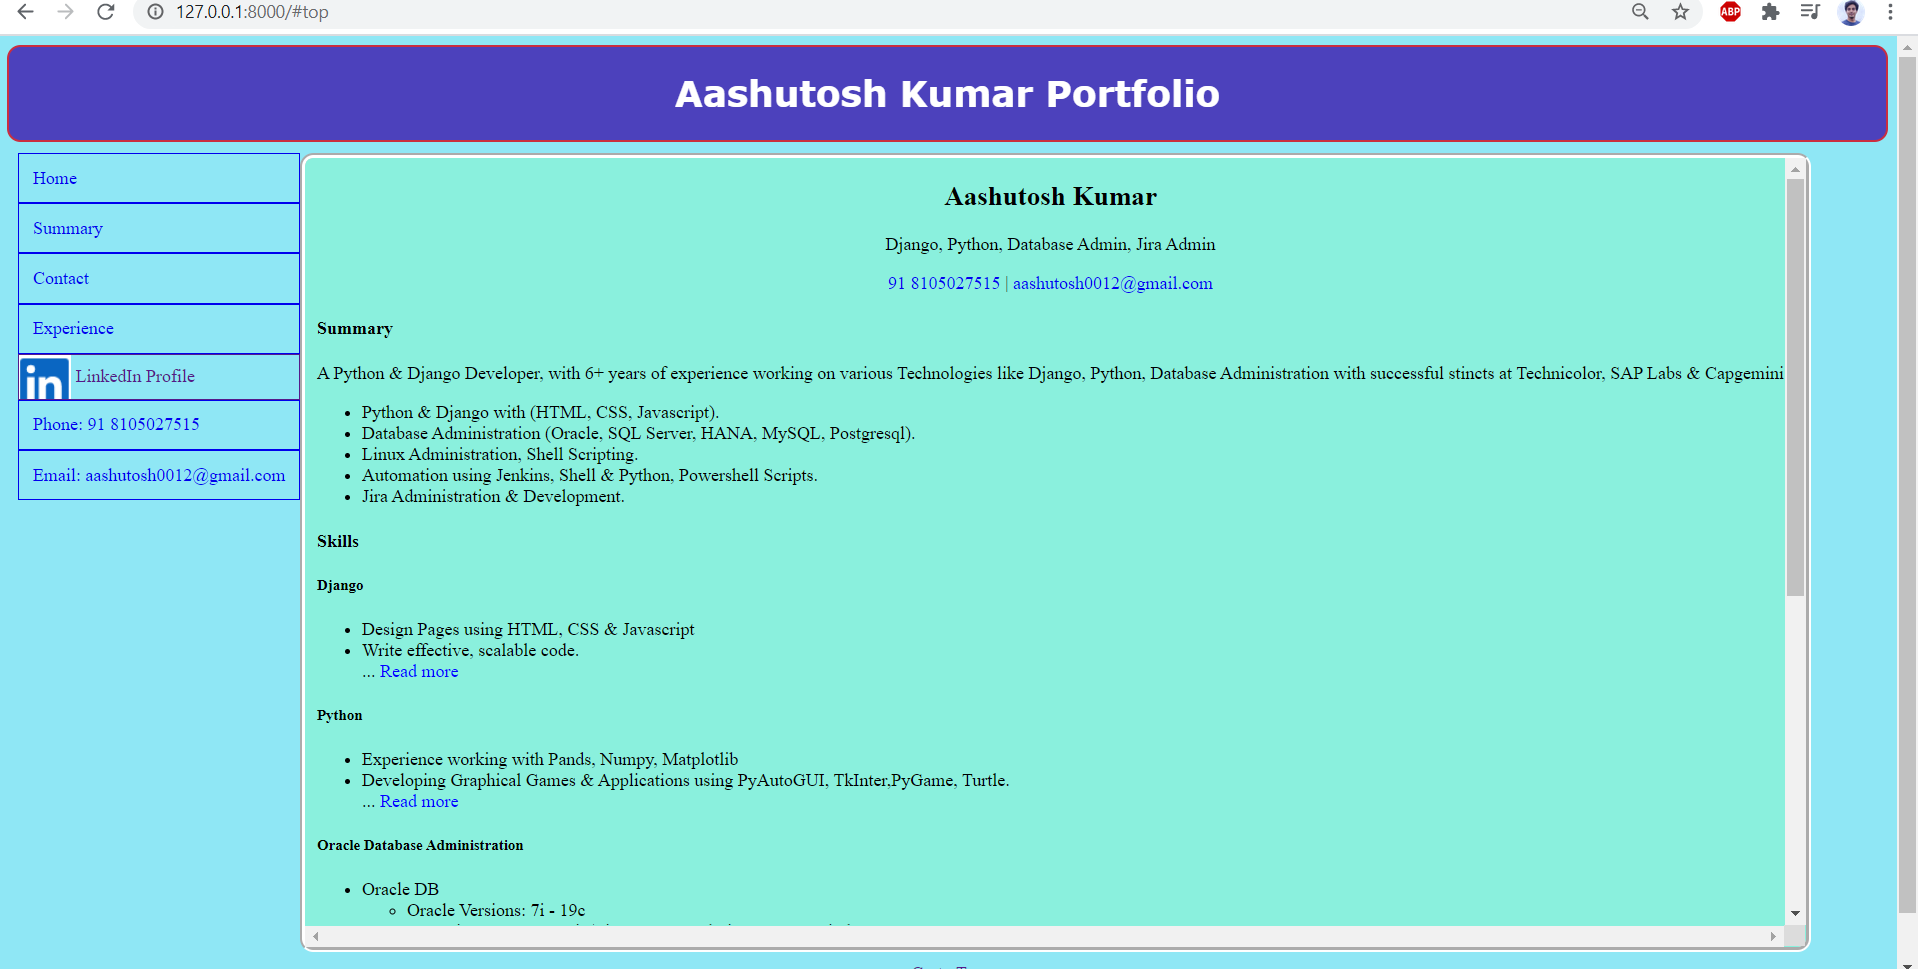 127.0.0.1:8000/#top
ABP
Aashutosh Kumar Portfolio
Home
Summary
Contact
Experience
in LinkedIn Profile
Phone: 91 8105027515
Email: aashutosh0012@gmail.com
Aashutosh Kumar
Django, Python, Database Admin, Jira Admin
91 8105027515 | aashutosh0012@gmail.com
Summary
A Python & Django Developer, with 6+ years of experience working on various Technologies like Django, Python, Database Administration with successful stincts at Technicolor, SAP Labs & Capgemini
• Python & Django with (HTML, CSS, Javascript).
• Database Administration (Oracle, SQL Server, HANA, MySQL, Postgresql).
• Linux Administration, Shell Scripting.
• Automation using Jenkins, Shell & Python, Powershell Scripts.
• Jira Administration & Development.
Skills
Django
• Design Pages using HTML, CSS & Javascript
• Write effective, scalable code.
... Read more
Python
• Experience working with Pands, Numpy, Matplotlib
• Developing Graphical Games & Applications using PyAutoGUI, TkInter,PyGame, Turtle.
... Read more
Oracle Database Administration
• Oracle DB
◦ Oracle Versions: 7i - 19c